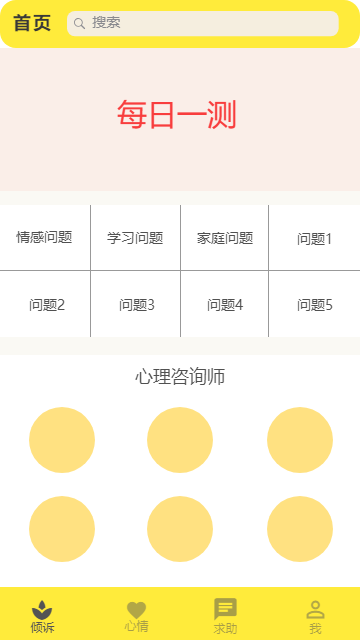 首页 搜索
每日一测
情感问题 学习问题 家庭问题 问题1
问题2 问题3 问题4 问题5
心理咨询师
倾诉 心情 求助 我